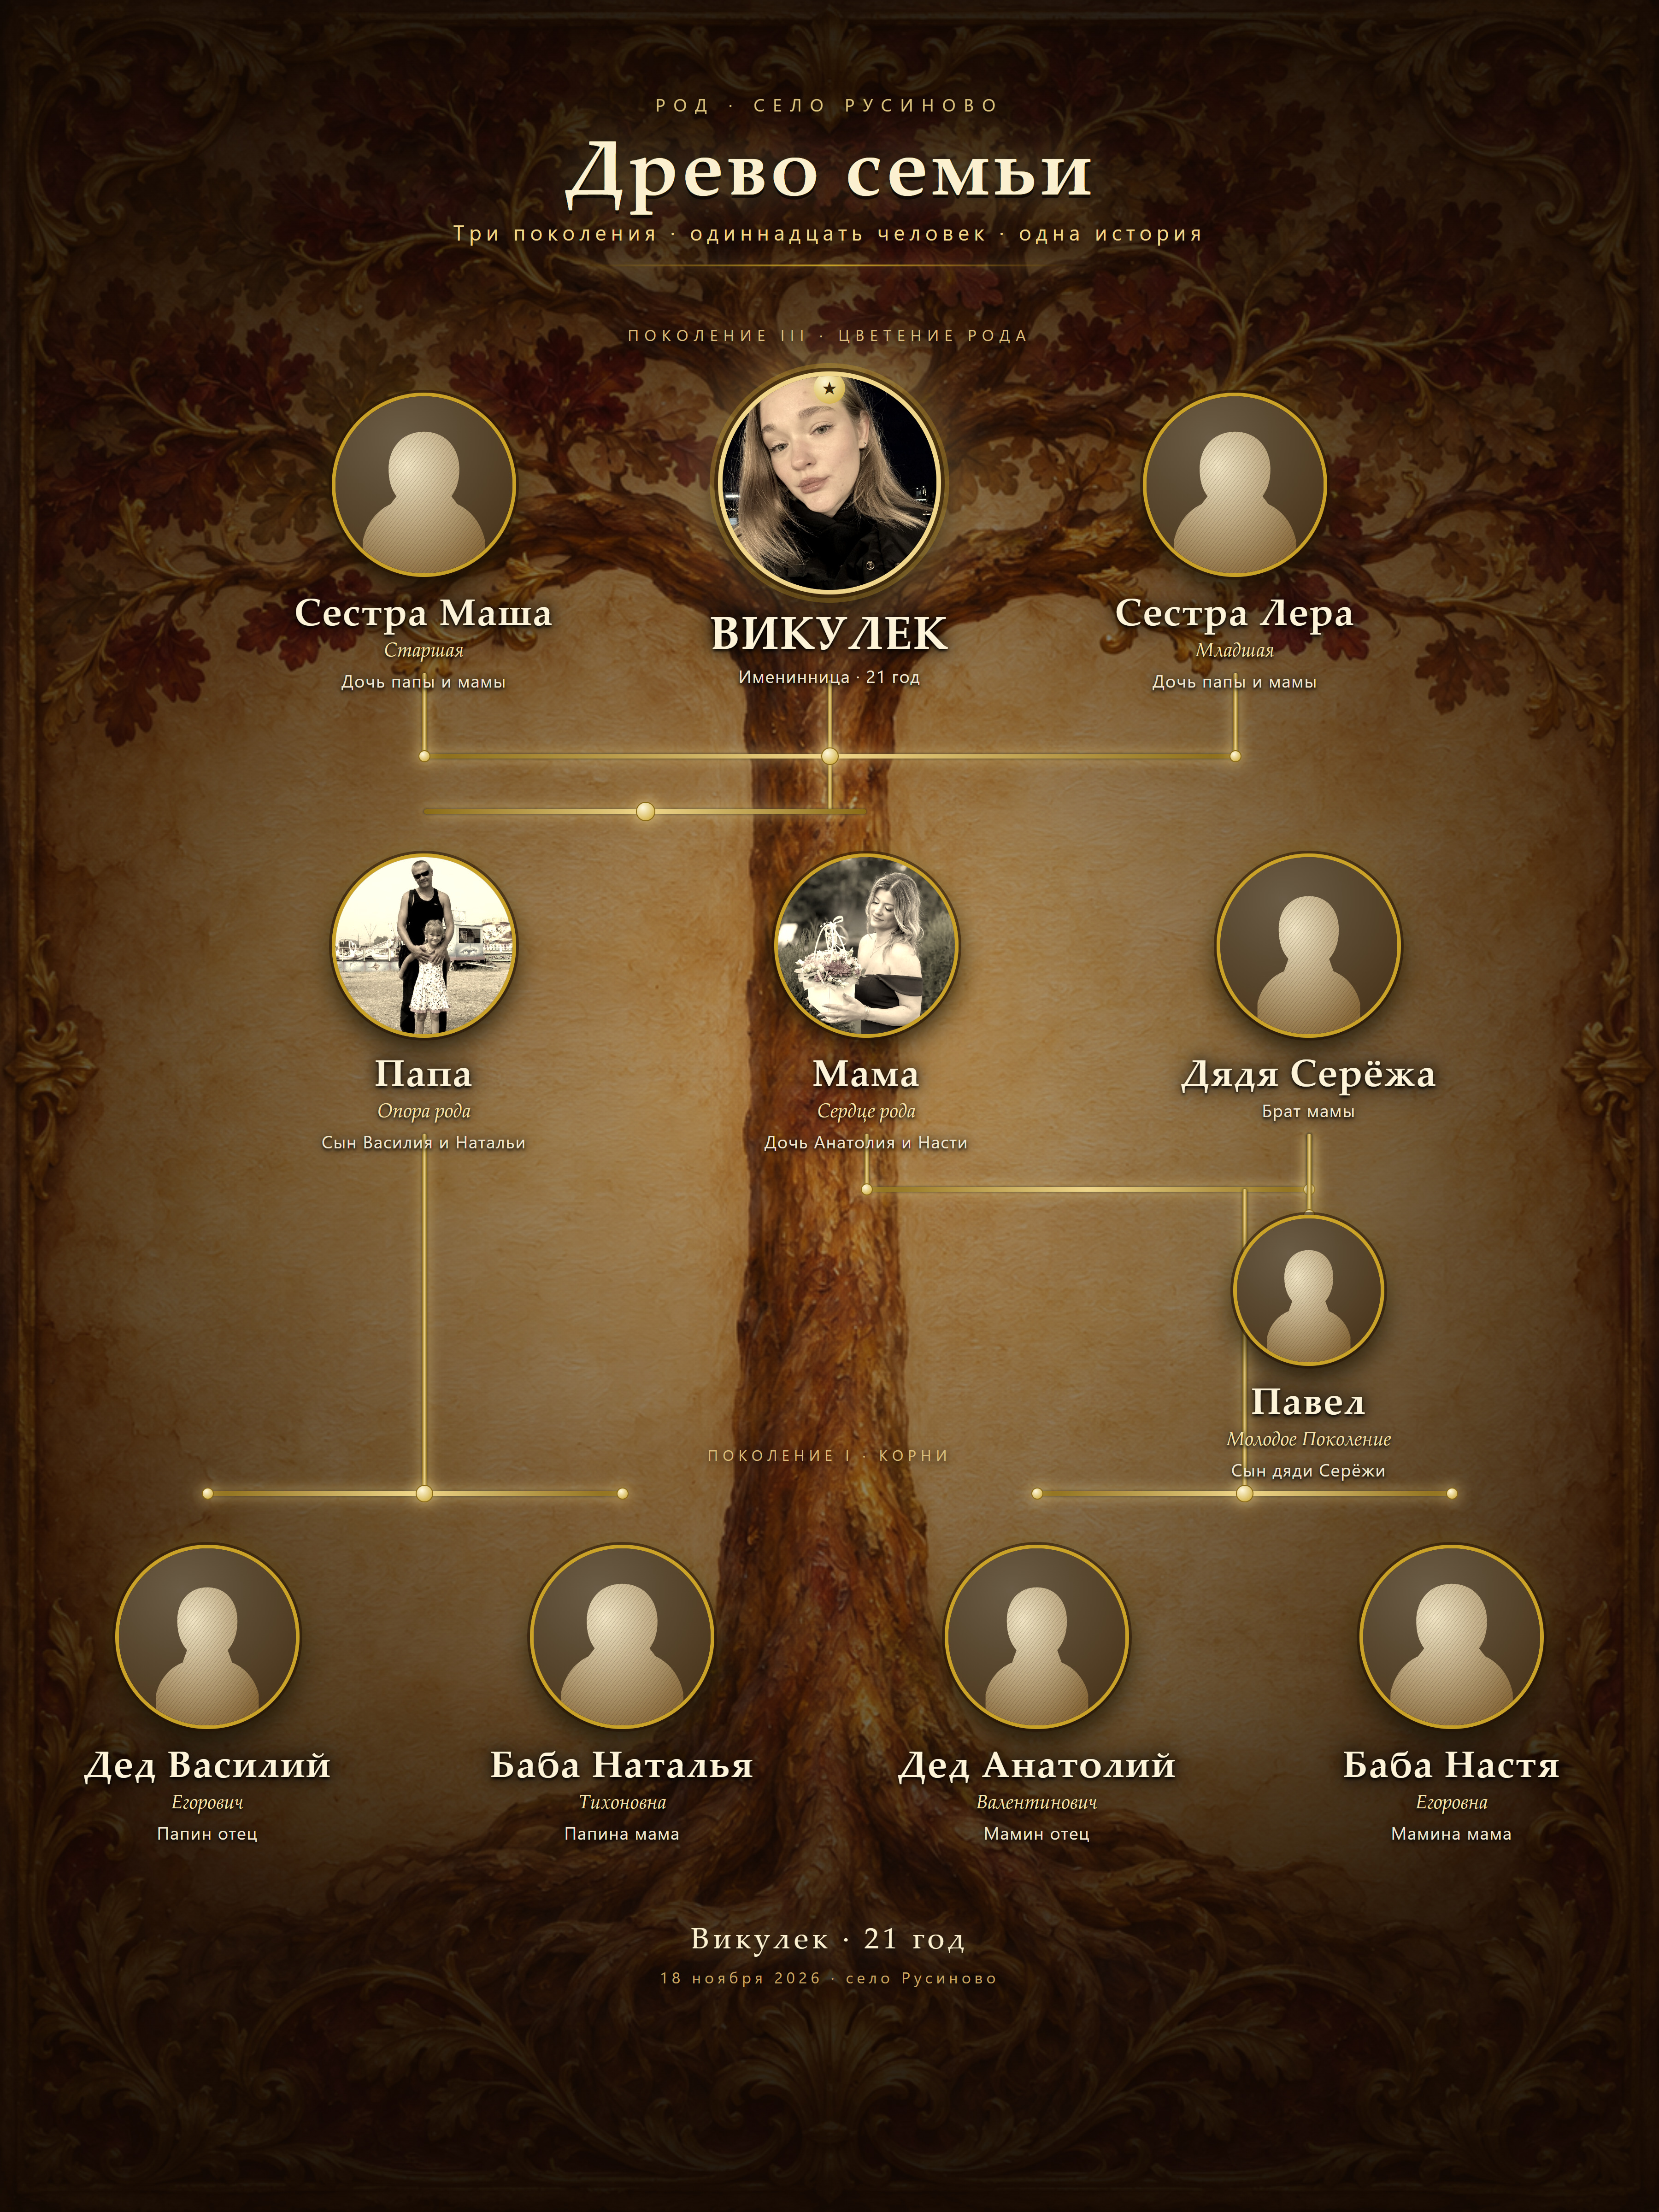 РОД · СЕЛО РУСИНОВО
Древо семьи
Три поколения · одиннадцать человек · одна история
ПОКОЛЕНИЕ III · ЦВЕТЕНИЕ РОДА
Сестра Маша
Старшая
Дочь папы и мамы
ВИКУЛЕК
Именинница · 21 год
Сестра Лера
Младшая
Дочь папы и мамы
Папа
Опора рода
Сын Василия и Натальи
Мама
Сердце рода
Дочь Анатолия и Насти
Дядя Серёжа
Брат мамы
Павел
Молодое Поколение
Сын дяди Серёжи
ПОКОЛЕНИЕ I · КОРНИ
Дед Василий
Егорович
Папин отец
Баба Наталья
Тихоновна
Папина мама
Дед Анатолий
Валентинович
Мамин отец
Баба Настя
Егоровна
Мамина мама
Викулек · 21 год
18 ноября 2026 · село Русиново